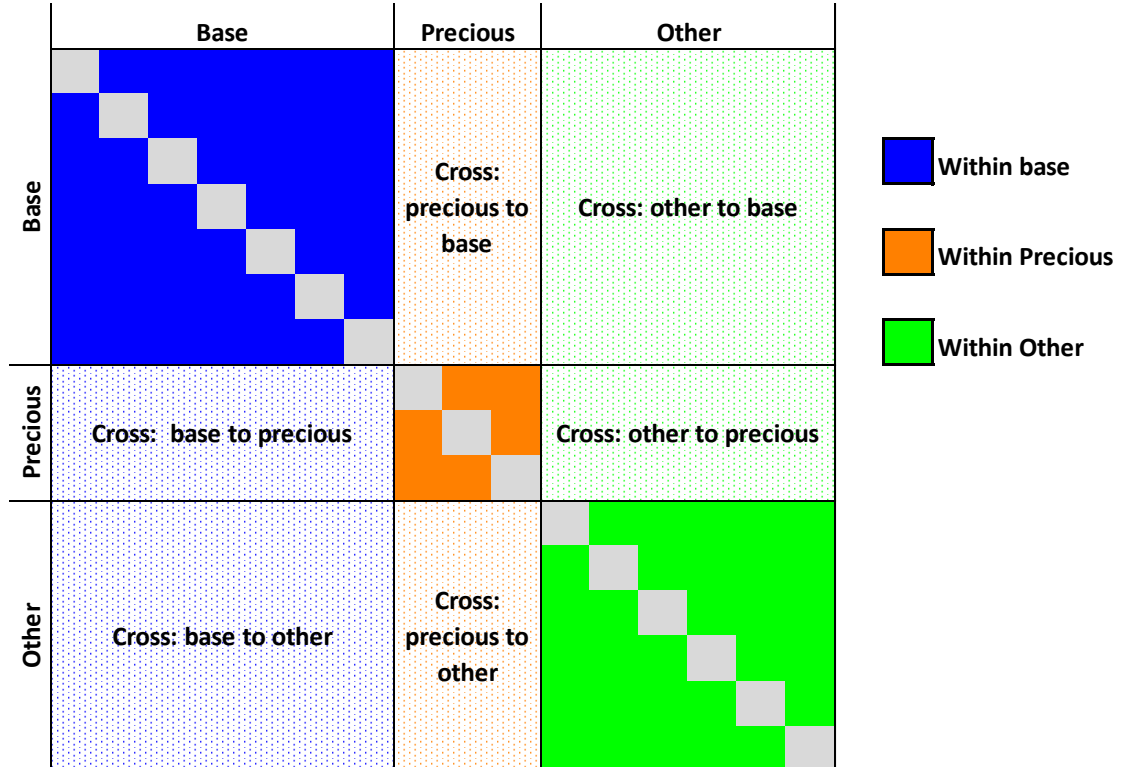 Base Precious Other
Base
Cross:
precious to
base
Cross: other to base
Within base
Within Precious
Within Other
Precious
Cross:  base to precious
Cross: other to precious
Other
Cross: base to other
Cross:
precious to
other